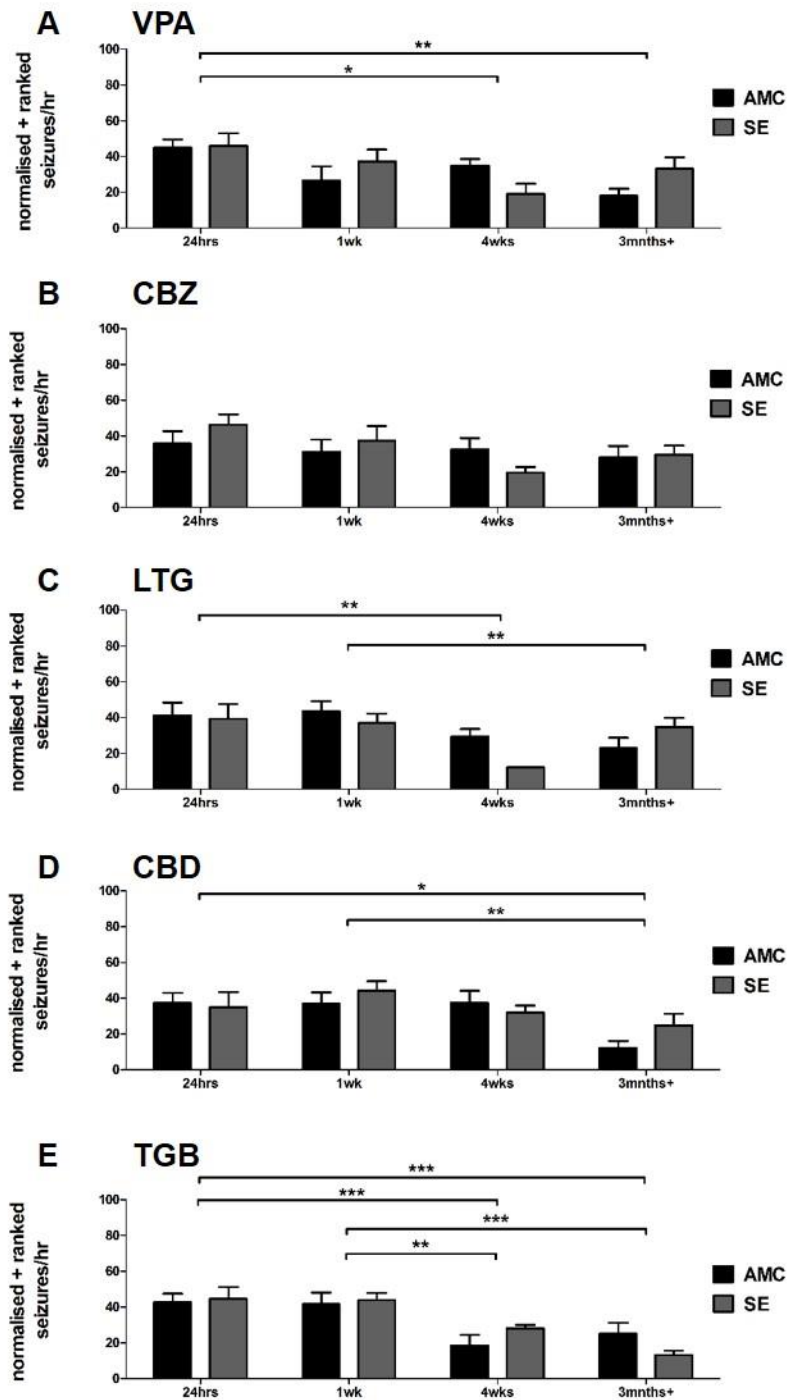 A VPA
normalised + ranked
seizures/hr
100
80
60
40
20
0
**
*
24hrs 1wk 4wks 3mnths+
AMC
SE
B CBZ
normalised + ranked
seizures/hr
100
80
60
40
20
0
24hrs 1wk 4wks 3mnths+
AMC
SE
C LTG
normalised + ranked
seizures/hr
100
80
60
40
20
0
**
**
24hrs 1wk 4wks 3mnths+
AMC
SE
D CBD
normalised + ranked
seizures/hr
100
80
60
40
20
0
*
**
24hrs 1wk 4wks 3mnths+
AMC
SE
E TGB
normalised + ranked
seizures/hr
100
80
60
40
20
0
***
***
***
**
24hrs 1wk 4wks 3mnths+
AMC
SE